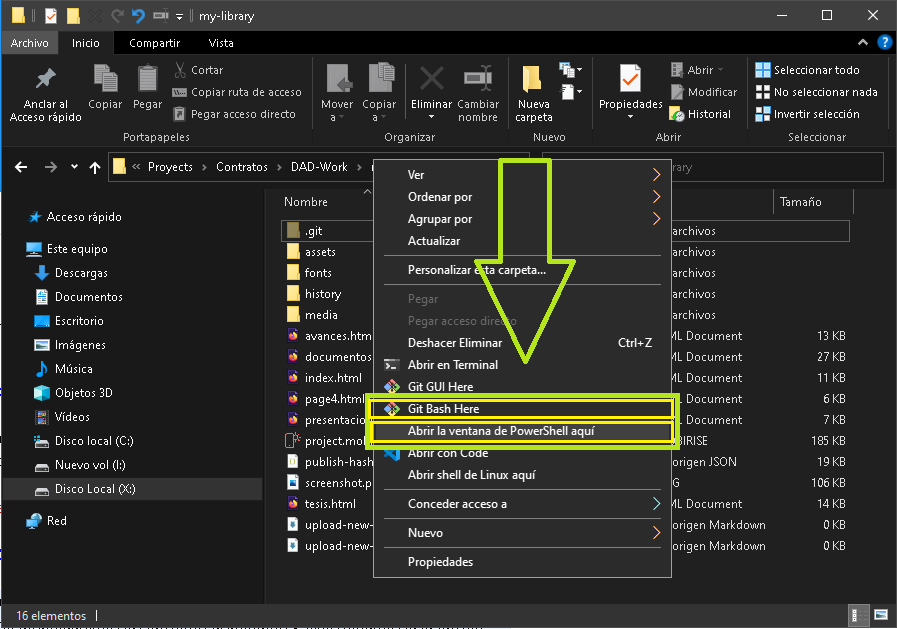 my-library
Archivo Inicio Compartir Vista
Anclar al Acceso rápido
Copiar
Pegar
Cortar
Copiar ruta de acceso
Pegar acceso directo
Portapapeles
Mover a
Copiar a
Eliminar
Cambiar nombre
Organizar
Nueva carpeta
Nuevo
Propiedades
Abrir
Modificar
Historial
Abrir
Seleccionar todo
No seleccionar nada
Invertir selección
Seleccionar
« Proyects › Contratos › DAD-Work ›
Acceso rápido
Este equipo
Descargas
Documentos
Escritorio
Imágenes
Música
Objetos 3D
Vídeos
Disco local (C:)
Nuevo vol (I:)
Disco Local (X:)
Red
Nombre Tamaño
.git archivos
assets archivos
fonts archivos
history archivos
media archivos
avances.htm ML Document 13 KB
documentos ML Document 27 KB
index.html ML Document 11 KB
page4.html ML Document 6 KB
presentacio ML Document 7 KB
project.mob BIRISE 185 KB
publish-hash origen JSON 19 KB
screenshot.p G 106 KB
tesis.html ML Document 14 KB
upload-new- origen Markdown 0 KB
upload-new- origen Markdown 0 KB
Ver
Ordenar por
Agrupar por
Actualizar
Personalizar esta carpeta...
Pegar
Pegar acceso directo
Deshacer Eliminar Ctrl+Z
Abrir en Terminal
Git GUI Here
Git Bash Here
Abrir la ventana de PowerShell aquí
Abrir con Code
Abrir shell de Linux aquí
Conceder acceso a
Nuevo
Propiedades
16 elementos